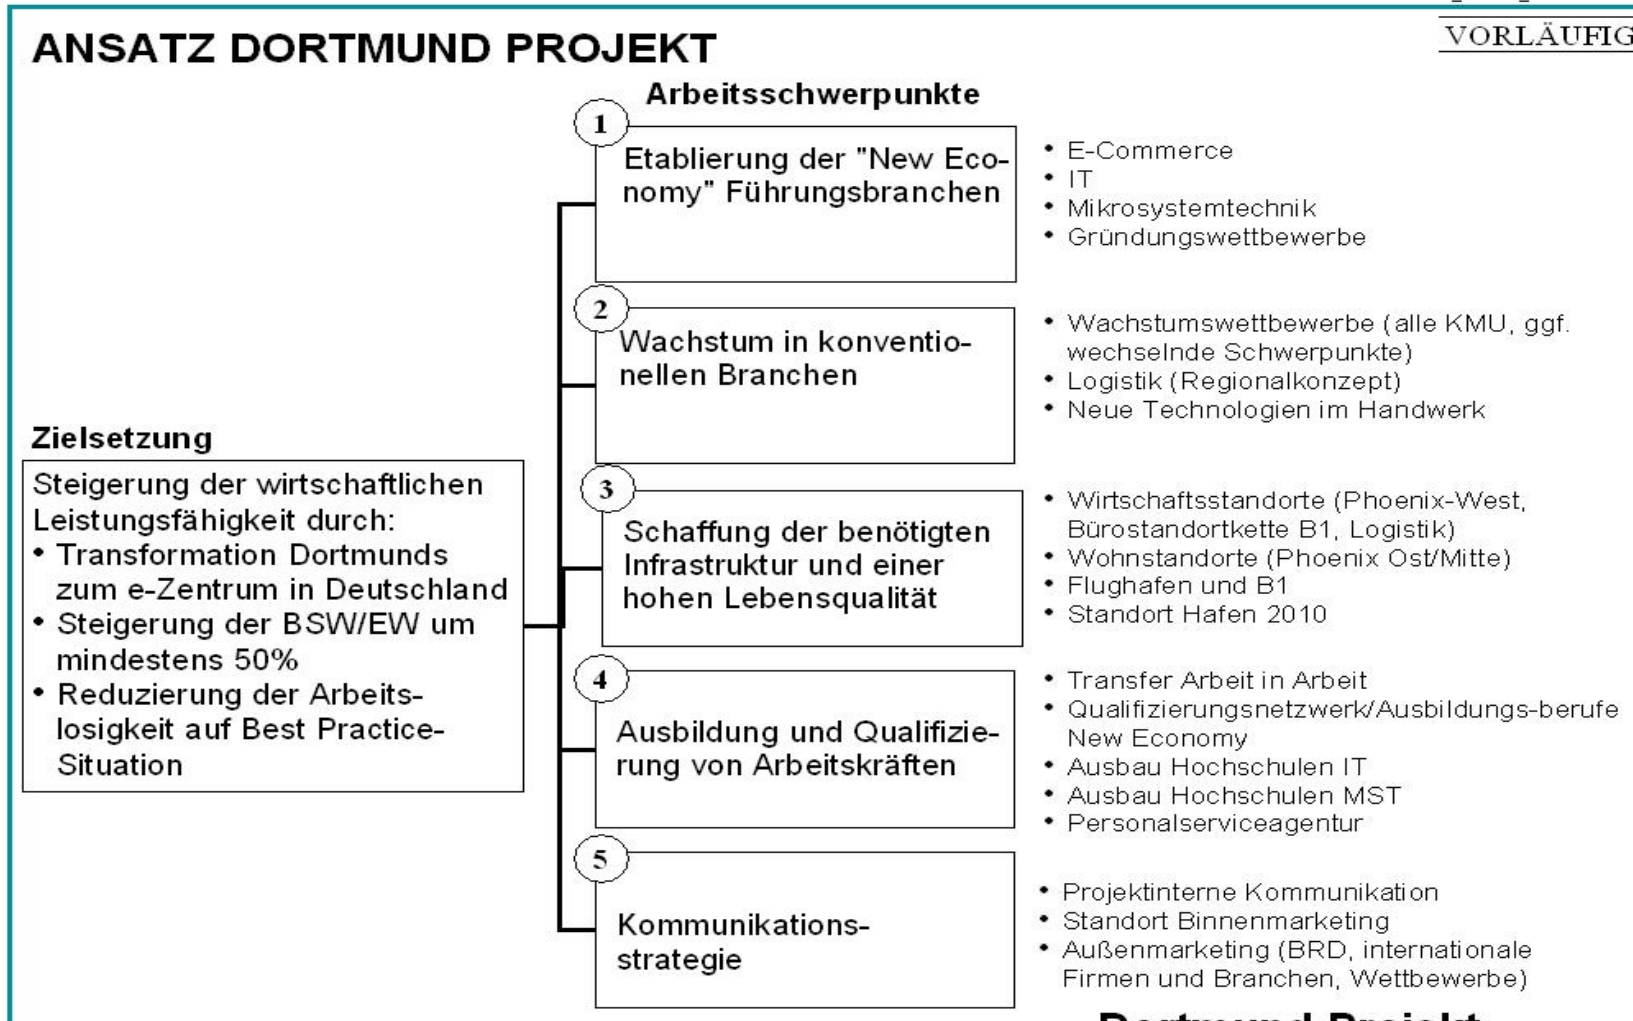 VORLÄUFIG
ANSATZ DORTMUND PROJEKT
Arbeitsschwerpunkte
1
Etablierung der "New Eco-
nomy" Führungsbranchen
• E-Commerce
• IT
• Mikrosystemtechnik
• Gründungswettbewerbe
2
Wachstum in konventio-
nellen Branchen
• Wachstumswettbewerbe (alle KMU, ggf.
wechselnde Schwerpunkte)
• Logistik (Regionalkonzept)
• Neue Technologien im Handwerk
Zielsetzung
Steigerung der wirtschaftlichen
Leistungsfähigkeit durch:
• Transformation Dortmunds
zum e-Zentrum in Deutschland
• Steigerung der BSW/EW um
mindestens 50%
• Reduzierung der Arbeits-
losigkeit auf Best Practice-
Situation
3
Schaffung der benötigten
Infrastruktur und einer
hohen Lebensqualität
• Wirtschaftsstandorte (Phoenix-West,
Bürostandortkette B1, Logistik)
• Wohnstandorte (Phoenix Ost/Mitte)
• Flughafen und B1
• Standort Hafen 2010
4
Ausbildung und Qualifizie-
rung von Arbeitskräften
• Transfer Arbeit in Arbeit
• Qualifizierungsnetzwerk/Ausbildungs-berufe
New Economy
• Ausbau Hochschulen IT
• Ausbau Hochschulen MST
• Personalserviceagentur
5
Kommunikations-
strategie
• Projektinterne Kommunikation
• Standort Binnenmarketing
• Außenmarketing (BRD, internationale
Firmen und Branchen, Wettbewerbe)
Dortmund Projekt